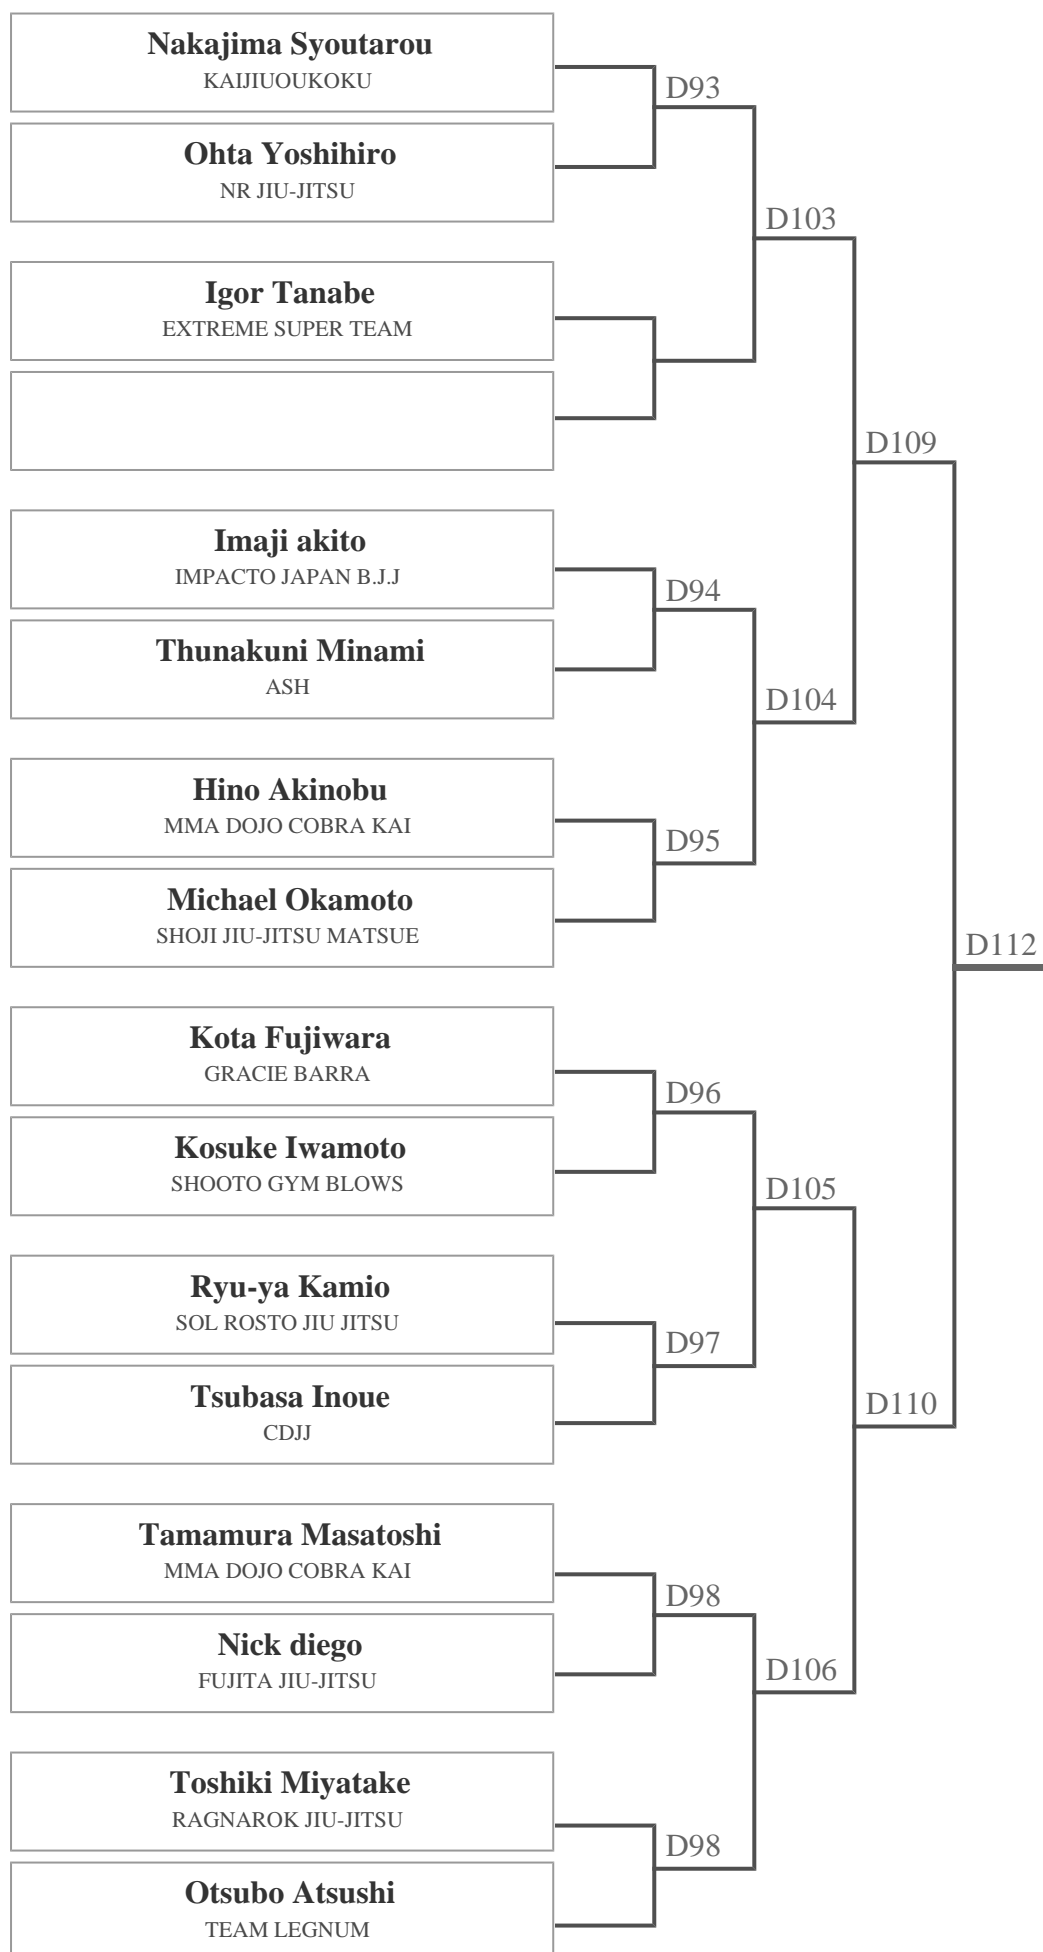 Nakajima Syoutarou
KAIJIUOUKOKU
D93
Ohta Yoshihiro
NR JIU-JITSU
D103
Igor Tanabe
EXTREME SUPER TEAM
D109
Imaji akito
IMPACTO JAPAN B.J.J
D94
Thunakuni Minami
ASH
D104
Hino Akinobu
MMA DOJO COBRA KAI
D95
Michael Okamoto
SHOJI JIU-JITSU MATSUE
D112
Kota Fujiwara
GRACIE BARRA
D96
Kosuke Iwamoto
SHOOTO GYM BLOWS
D105
Ryu-ya Kamio
SOL ROSTO JIU JITSU
D97
Tsubasa Inoue
CDJJ
D110
Tamamura Masatoshi
MMA DOJO COBRA KAI
D98
Nick diego
FUJITA JIU-JITSU
D106
Toshiki Miyatake
RAGNAROK JIU-JITSU
D98
Otsubo Atsushi
TEAM LEGNUM